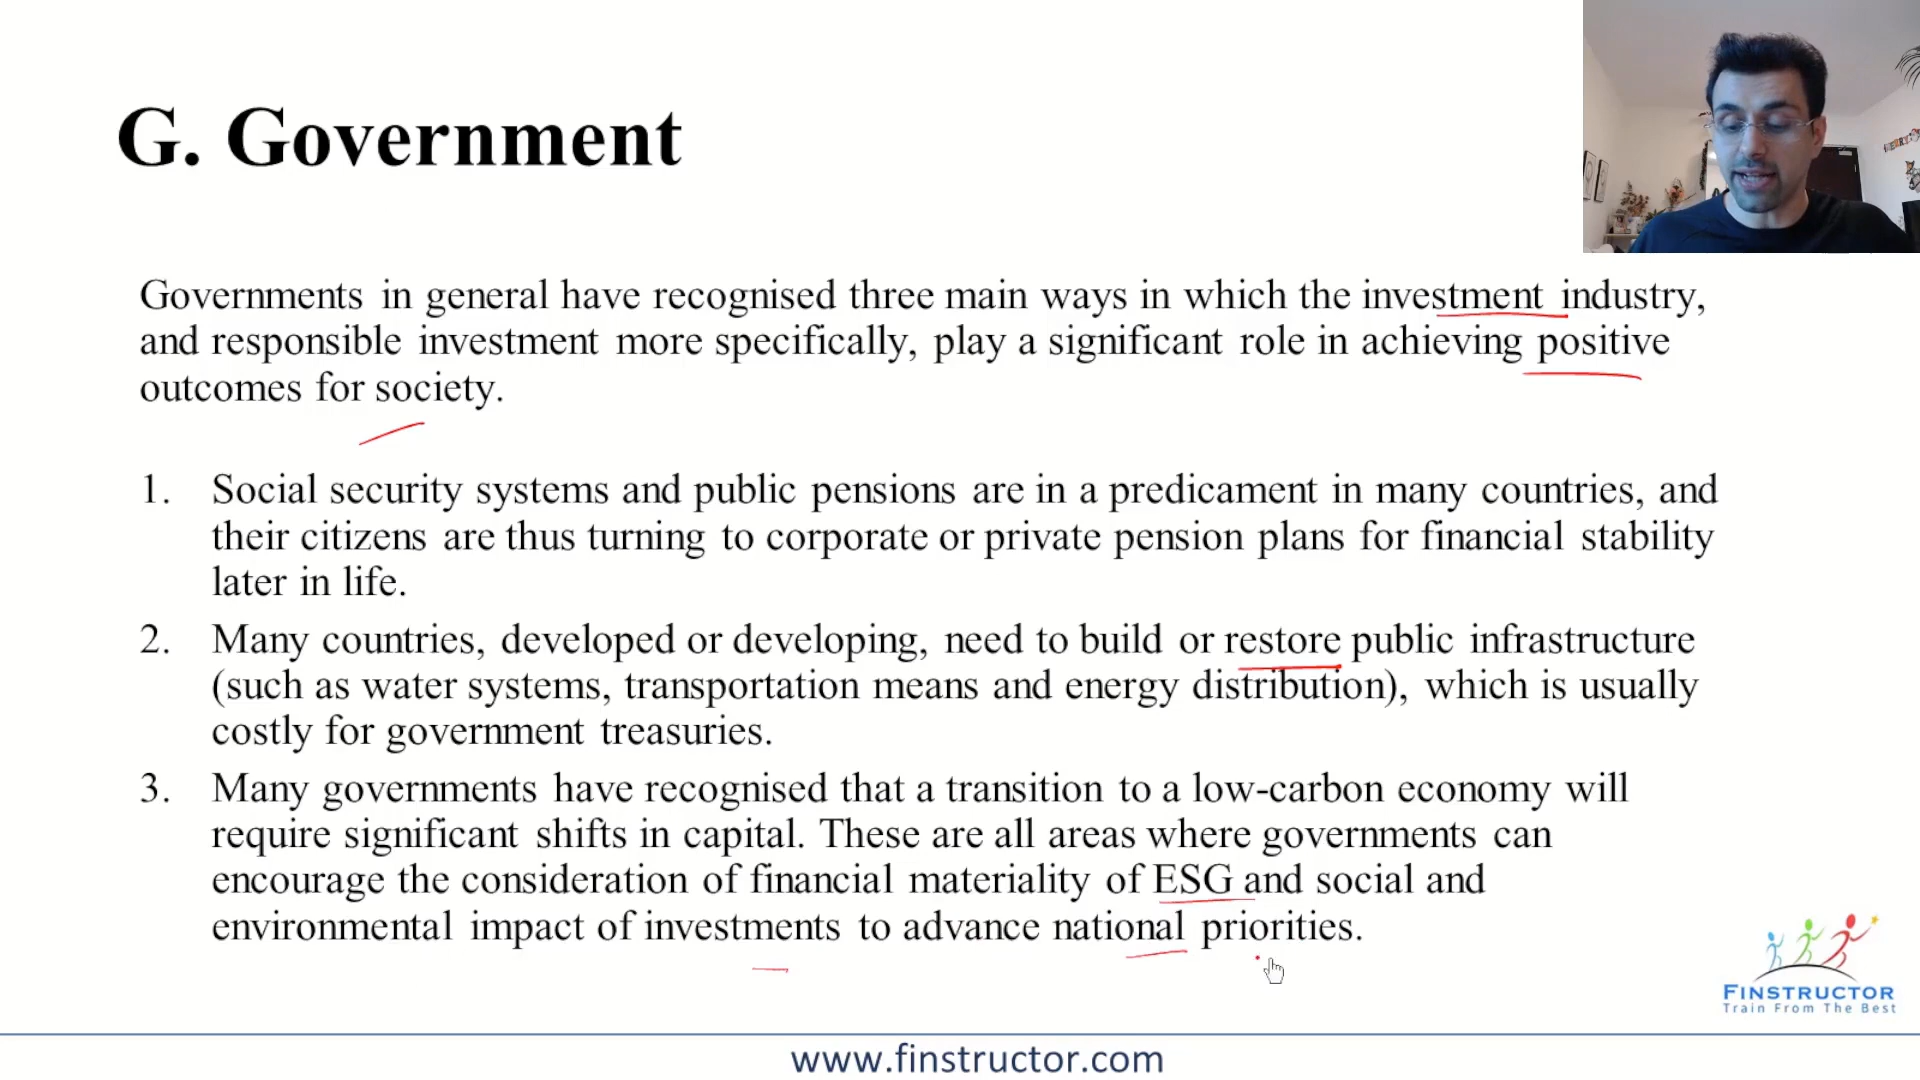 G. Government
Governments in general have recognised three main ways in which the investment industry,
and responsible investment more specifically, play a significant role in achieving positive
outcomes for society.
1. Social security systems and public pensions are in a predicament in many countries, and
their citizens are thus turning to corporate or private pension plans for financial stability
later in life.
2. Many countries, developed or developing, need to build or restore public infrastructure
(such as water systems, transportation means and energy distribution), which is usually
costly for government treasuries.
3. Many governments have recognised that a transition to a low-carbon economy will
require significant shifts in capital. These are all areas where governments can
encourage the consideration of financial materiality of ESG and social and
environmental impact of investments to advance national priorities.
FINSTRUCTOR
Train From The Best
www.finstructor.com